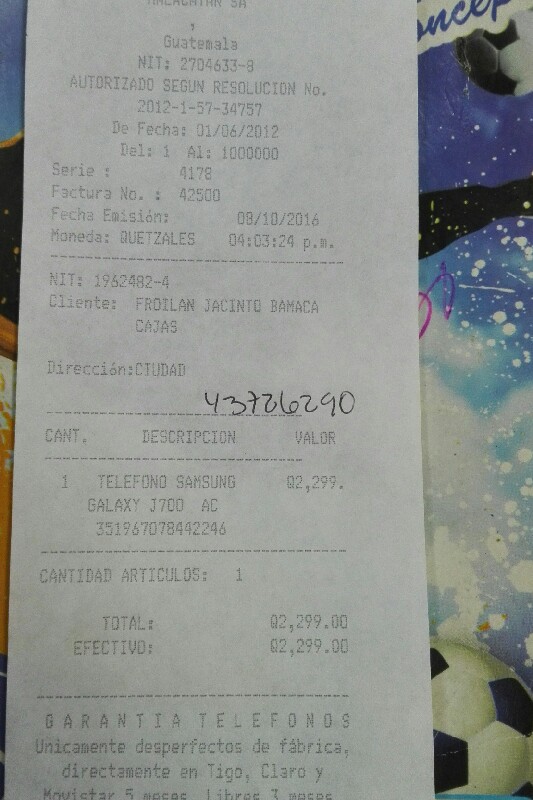 MALACATAN SA
,
Guatemala
NIT: 2704633-8
AUTORIZADO SEGUN RESOLUCION No.
2012-1-57-34757
De Fecha: 01/06/2012
Del: 1 Al: 1000000
Serie : 4178
Factura No. : 42500
Fecha Emisión: 08/10/2016
Moneda: QUETZALES 04:03:24 p.m.
NIT: 1962482-4
Cliente: FROILAN JACINTO BAMACA
CAJAS
Dirección:CIUDAD
43726290
CANT. DESCRIPCION VALOR
1 TELEFONO SAMSUNG Q2,299.
GALAXY J700 AC
351967078442246
CANTIDAD ARTICULOS: 1
TOTAL: Q2,299.00
EFECTIVO: Q2,299.00
GARANTIA TELEFONOS
Unicamente desperfectos de fábrica,
directamente en Tigo, Claro y
Movistar 5 meses, Libres 3 meses